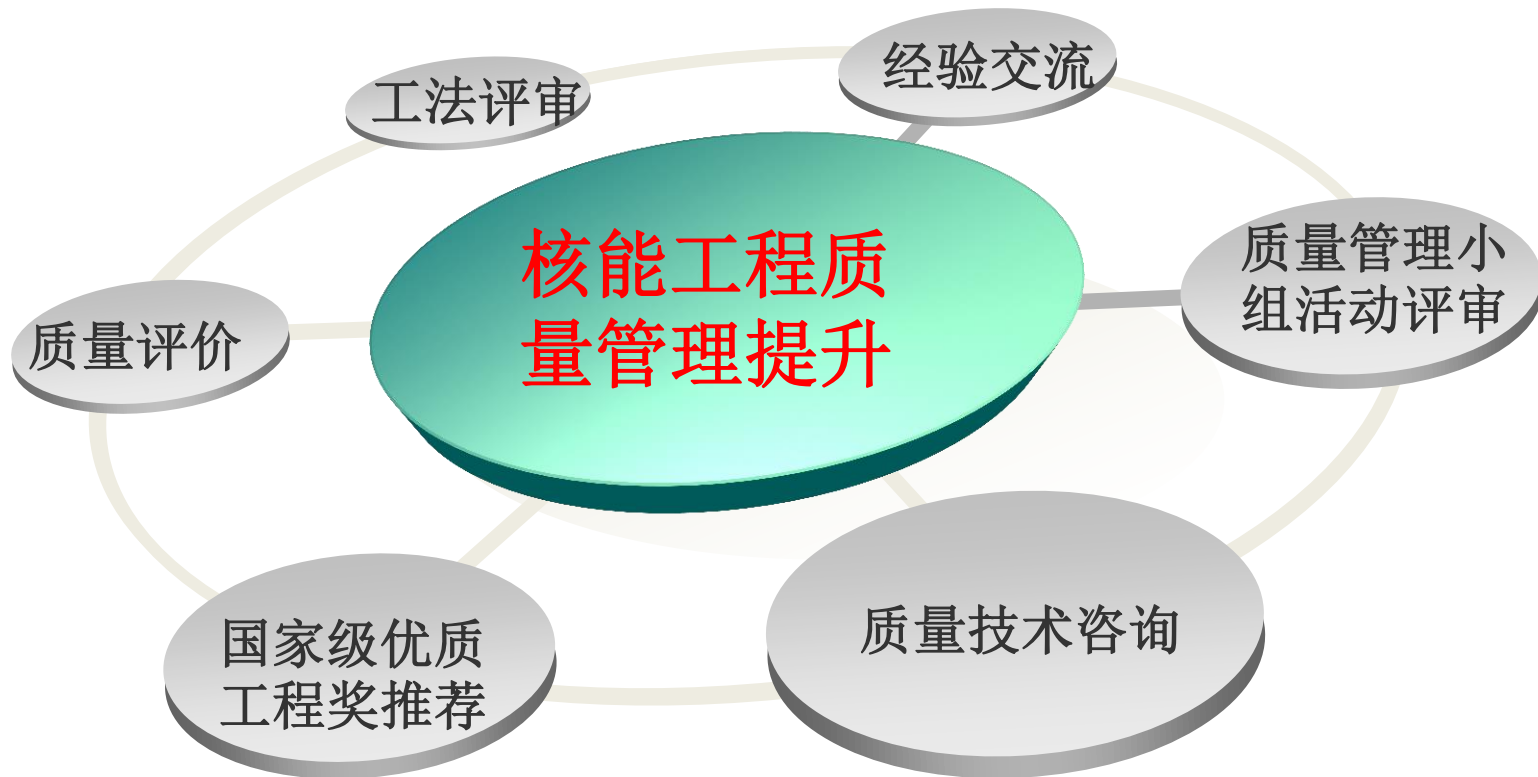 经验交流
工法评审
质量管理小
组活动评审
核能工程质
量管理提升
质量评价
国家级优质
工程奖推荐
质量技术咨询